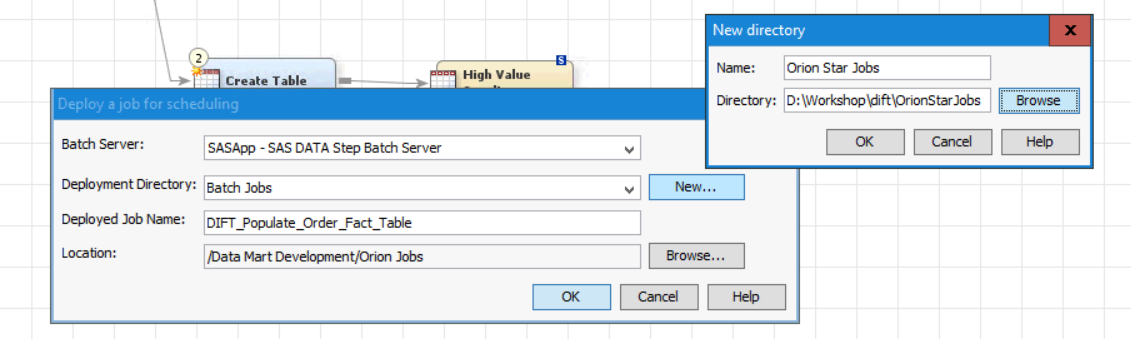 2
Create Table
S
High Value
New directory
X
Name: Orion Star Jobs
Directory: D:\Workshop\dift\OrionStarJobs Browse
OK Cancel Help
Deploy a job for scheduling
Batch Server: SASApp - SAS DATA Step Batch Server
Deployment Directory: Batch Jobs New...
Deployed Job Name: DIFT_Populate_Order_Fact_Table
Location: /Data Mart Development/Orion Jobs Browse...
OK Cancel Help